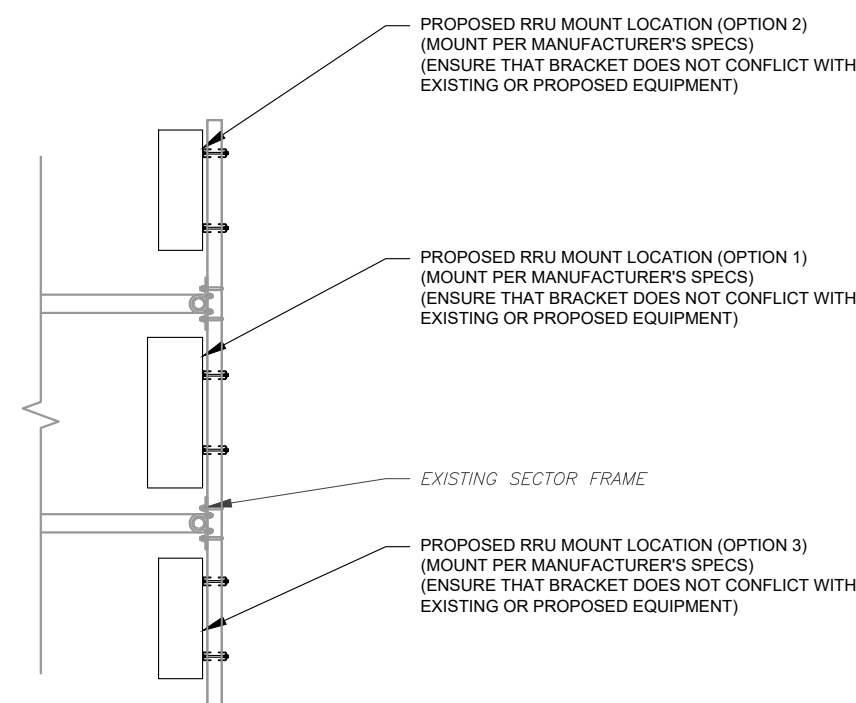 PROPOSED RRU MOUNT LOCATION (OPTION 2)
(MOUNT PER MANUFACTURER'S SPECS)
(ENSURE THAT BRACKET DOES NOT CONFLICT WITH
EXISTING OR PROPOSED EQUIPMENT)
PROPOSED RRU MOUNT LOCATION (OPTION 1)
(MOUNT PER MANUFACTURER'S SPECS)
(ENSURE THAT BRACKET DOES NOT CONFLICT WITH
EXISTING OR PROPOSED EQUIPMENT)
EXISTING SECTOR FRAME
PROPOSED RRU MOUNT LOCATION (OPTION 3)
(MOUNT PER MANUFACTURER'S SPECS)
(ENSURE THAT BRACKET DOES NOT CONFLICT WITH
EXISTING OR PROPOSED EQUIPMENT)